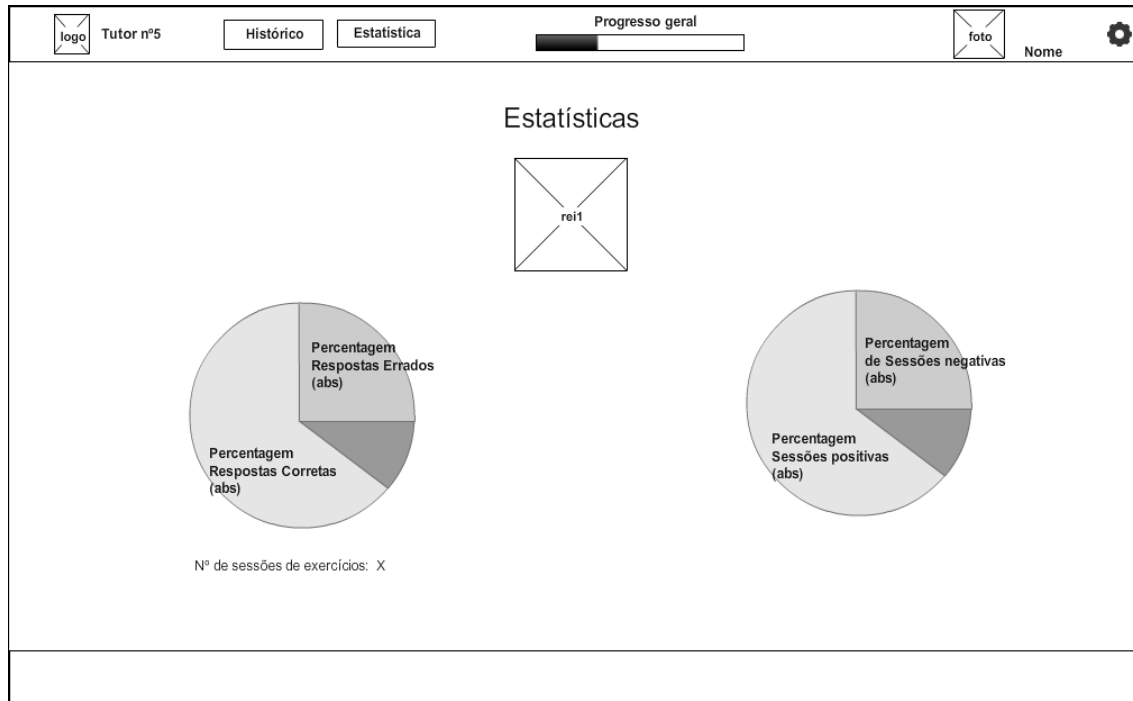 logo
Tutor nº5
Histórico
Estatística
Progresso geral
foto
Nome
Estatísticas
rei1
Percentagem
Respostas Errados
(abs)
Percentagem
Respostas Corretas
(abs)
Percentagem
de Sessões negativas
(abs)
Percentagem
Sessões positivas
(abs)
Nº de sessões de exercícios: X